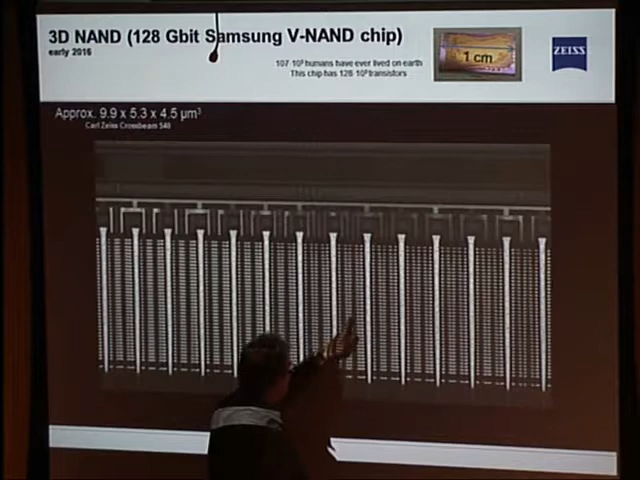 3D NAND (128 Gbit Samsung V-NAND chip)
early 2016
107·10⁹ humans have ever lived on earth
This chip has 128·10⁹ transistors
1 cm
ZEISS
Approx. 9.9 x 5.3 x 4.5 µm³
Carl Zeiss Crossbeam 540